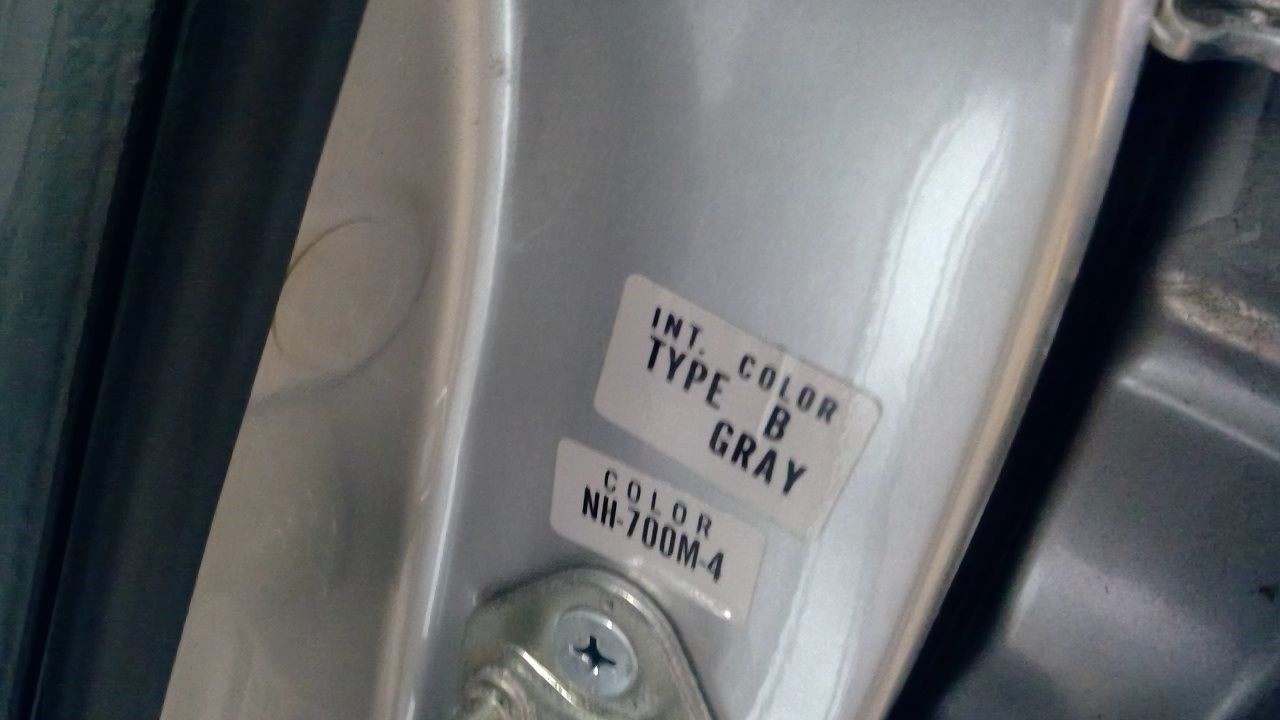 INT. COLOR
TYPE B
GRAY
COLOR
NH-700M-4